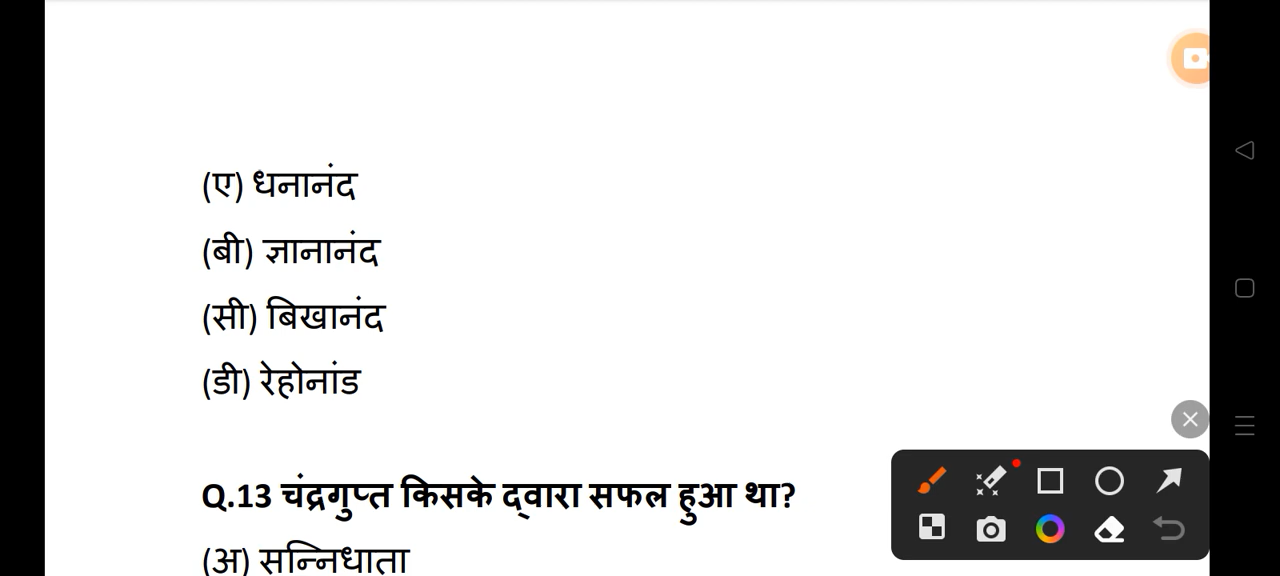 (ए) धनानंद
(बी) ज्ञानानंद
(सी) बिखानंद
(डी) रेहोनांड
Q.13 चंद्रगुप्त किसके द्वारा सफल हुआ था?
(अ) सन्निधाता